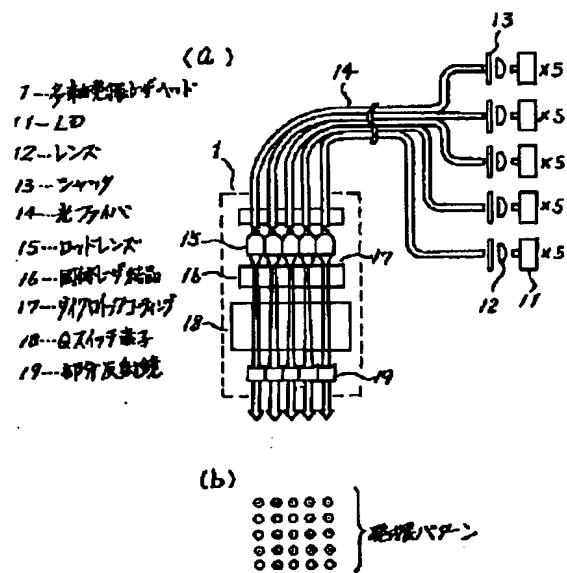 (a)
1---多軸発振レーザヘッド
11---LD
12---レンズ
13---シャッタ
14---光ファイバ
15---ロッドレンズ
16---固体レーザ結晶
17---ダイクロイックコーティング
18---Qスイッチ素子
19---部分反射鏡
13
14
×5
×5
×5
×5
×5
1
15
16
17
18
19
12
11
(b)
発振パターン